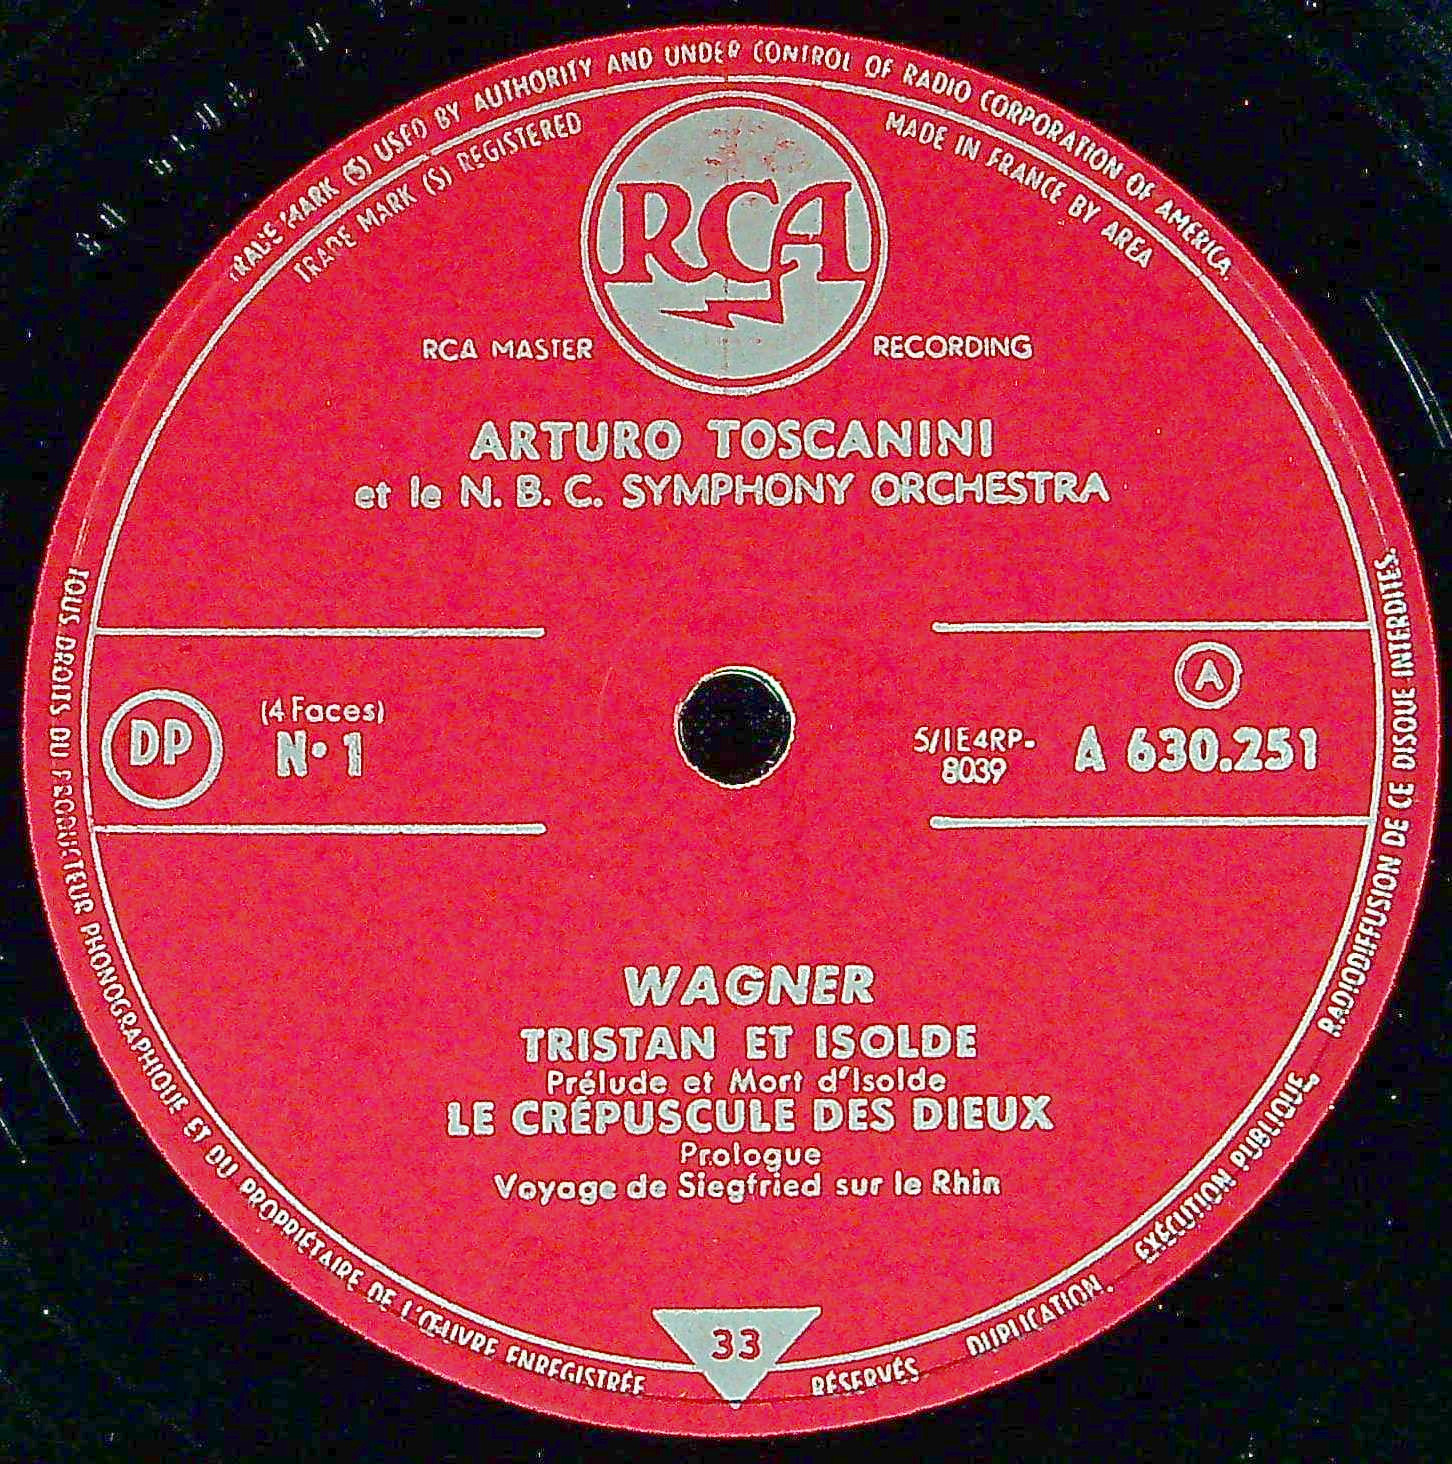 TRADE MARK (S) USED BY AUTHORITY AND UNDER CONTROL OF RADIO CORPORATION OF AMERICA.
TRADE MARK (S) REGISTERED
MADE IN FRANCE BY AREA
RCA
RCA MASTER RECORDING
ARTURO TOSCANINI
et le N. B. C. SYMPHONY ORCHESTRA
DP
(4 Faces)
N° 1
A
5/1E4RP-
8039
A 630.251
WAGNER
TRISTAN ET ISOLDE
Prélude et Mort d'Isolde
LE CRÉPUSCULE DES DIEUX
Prologue
Voyage de Siegfried sur le Rhin
33
TOUS DROITS DU PRODUCTEUR PHONOGRAPHIQUE ET DU PROPRIÉTAIRE DE L'ŒUVRE ENREGISTRÉE RÉSERVÉS DUPLICATION. EXÉCUTION PUBLIQUE, RADIODIFFUSION DE CE DISQUE INTERDITES.